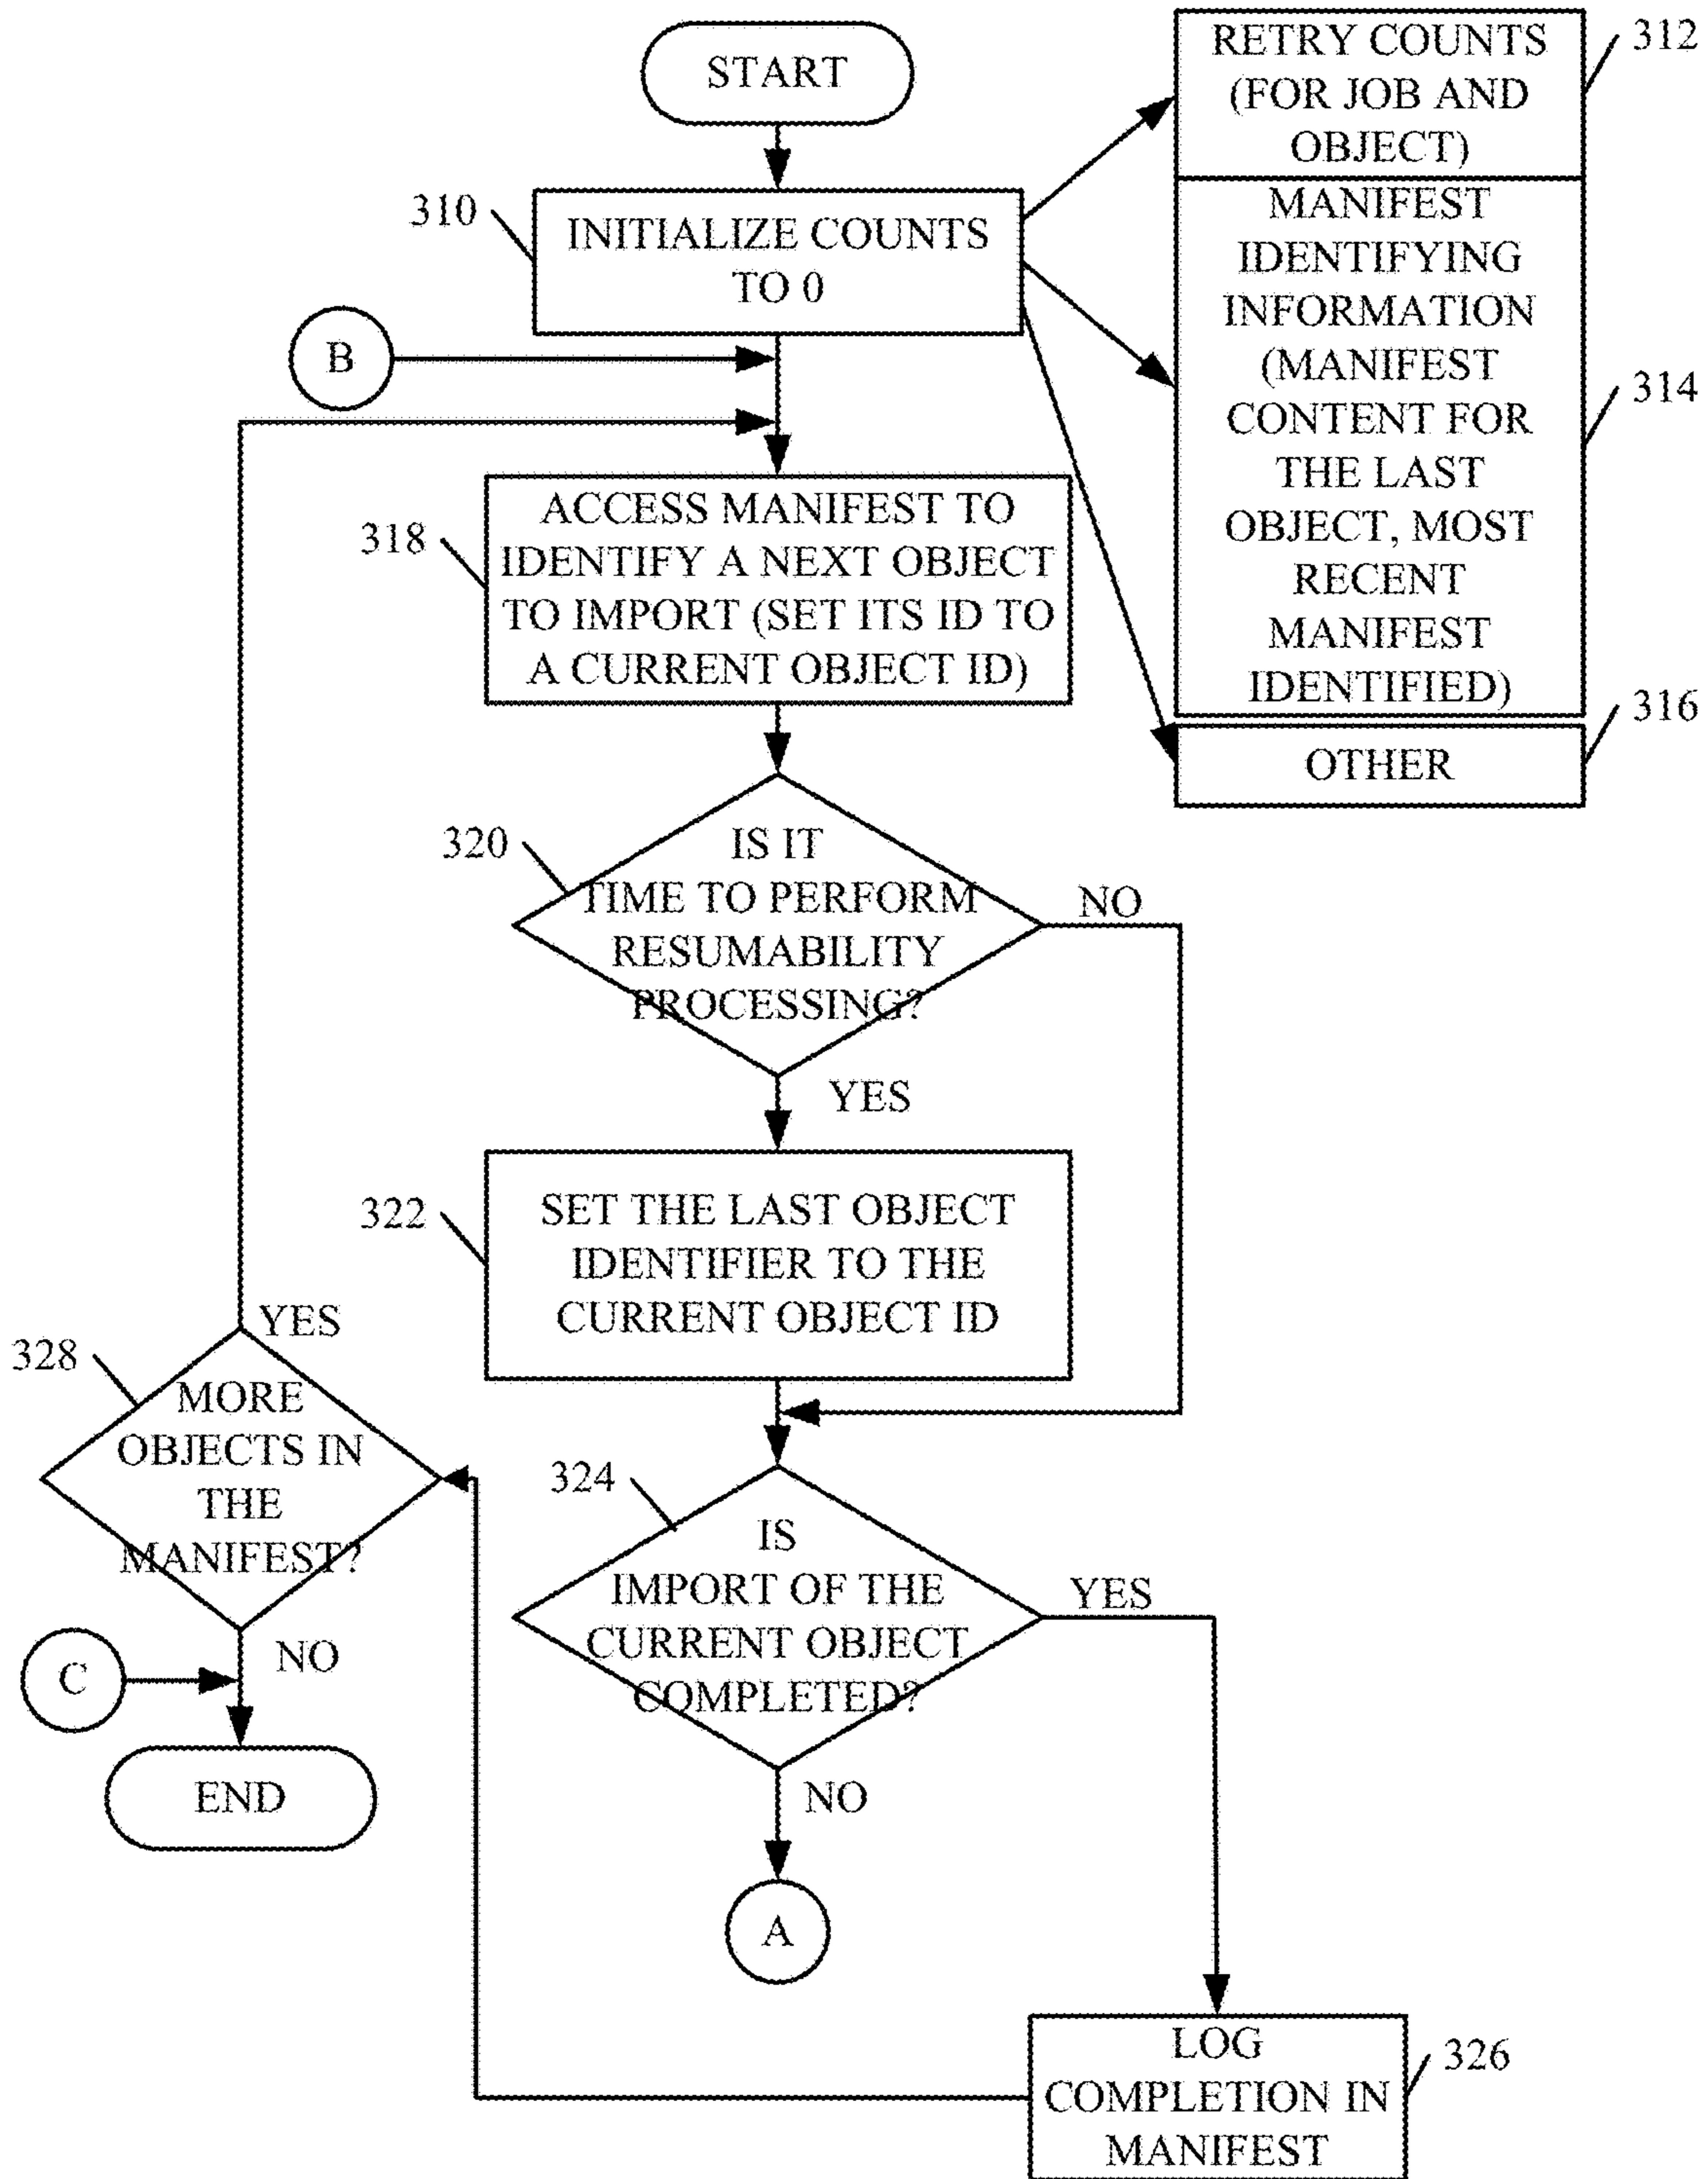 START
310
INITIALIZE COUNTS
TO 0
RETRY COUNTS
(FOR JOB AND
OBJECT)
312
MANIFEST
IDENTIFYING
INFORMATION
(MANIFEST
CONTENT FOR
THE LAST
OBJECT, MOST
RECENT
MANIFEST
IDENTIFIED)
314
OTHER
316
B
318
ACCESS MANIFEST TO
IDENTIFY A NEXT OBJECT
TO IMPORT (SET ITS ID TO
A CURRENT OBJECT ID)
320
IS IT
TIME TO PERFORM
RESUMABILITY
PROCESSING?
NO
YES
322
SET THE LAST OBJECT
IDENTIFIER TO THE
CURRENT OBJECT ID
328
YES
MORE
OBJECTS IN
THE
MANIFEST?
NO
C
END
324
IS
IMPORT OF THE
CURRENT OBJECT
COMPLETED?
YES
NO
A
LOG
COMPLETION IN
MANIFEST
326